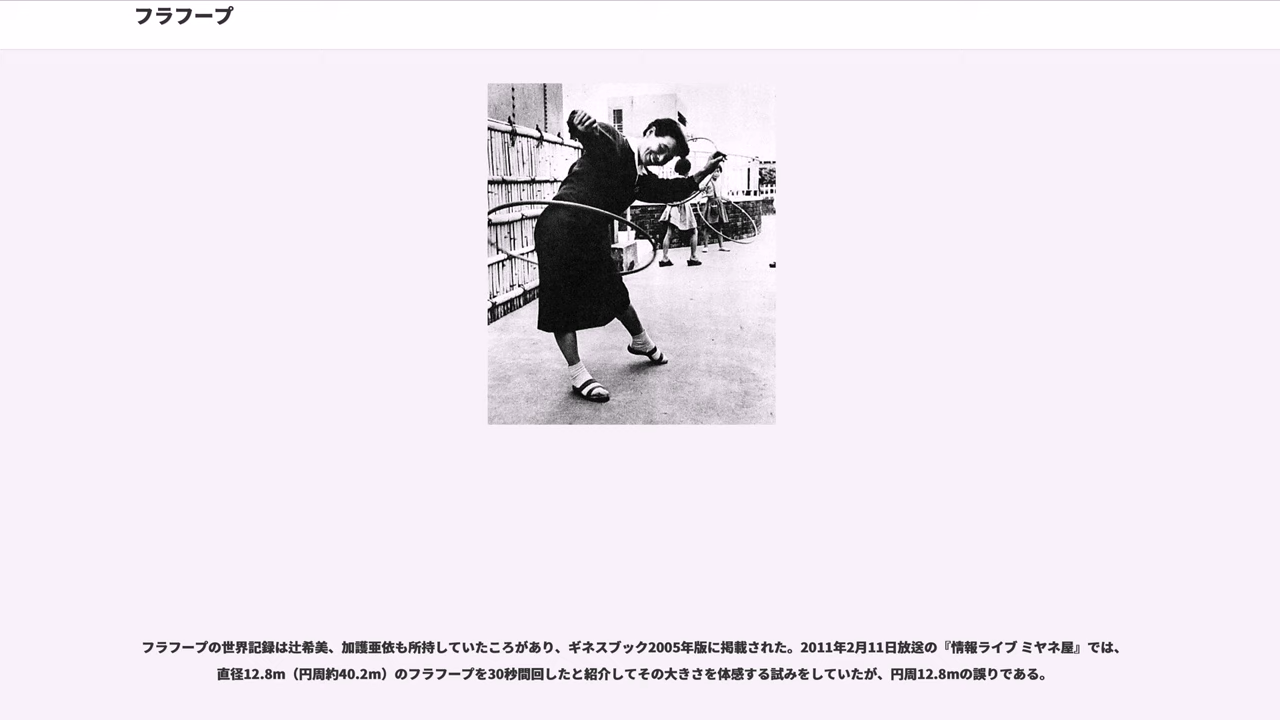 フラフープ
フラフープの世界記録は辻希美、加護亜依も所持していたころがあり、ギネスブック2005年版に掲載された。2011年2月11日放送の『情報ライブ ミヤネ屋』では、
直径12.8m（円周約40.2m）のフラフープを30秒間回したと紹介してその大きさを体感する試みをしていたが、円周12.8mの誤りである。